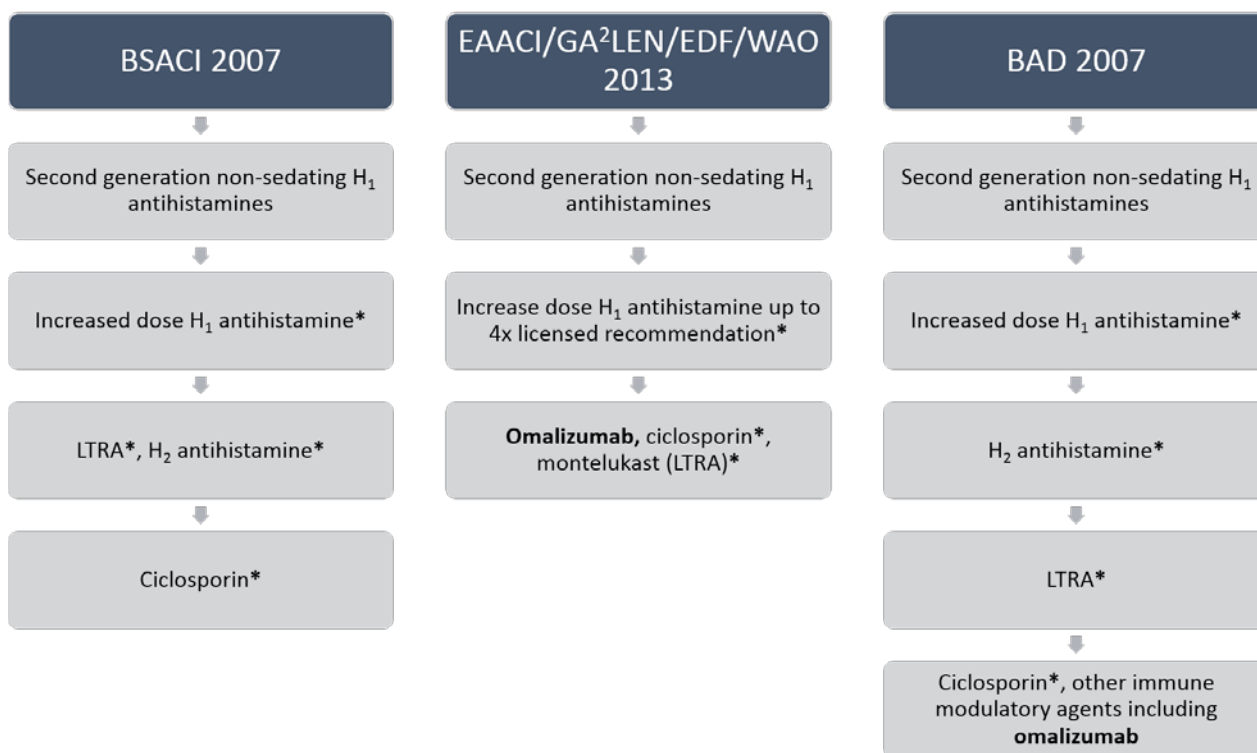 BSACI 2007
Second generation non-sedating H₁
antihistamines
Increased dose H₁ antihistamine*
LTRA*, H₂ antihistamine*
Ciclosporin*
EAACI/GA²LEN/EDF/WAO
2013
Second generation non-sedating H₁
antihistamines
Increase dose H₁ antihistamine up to
4x licensed recommendation*
Omalizumab, ciclosporin*,
montelukast (LTRA)*
BAD 2007
Second generation non-sedating H₁
antihistamines
Increased dose H₁ antihistamine*
H₂ antihistamine*
LTRA*
Ciclosporin*, other immune
modulatory agents including
omalizumab